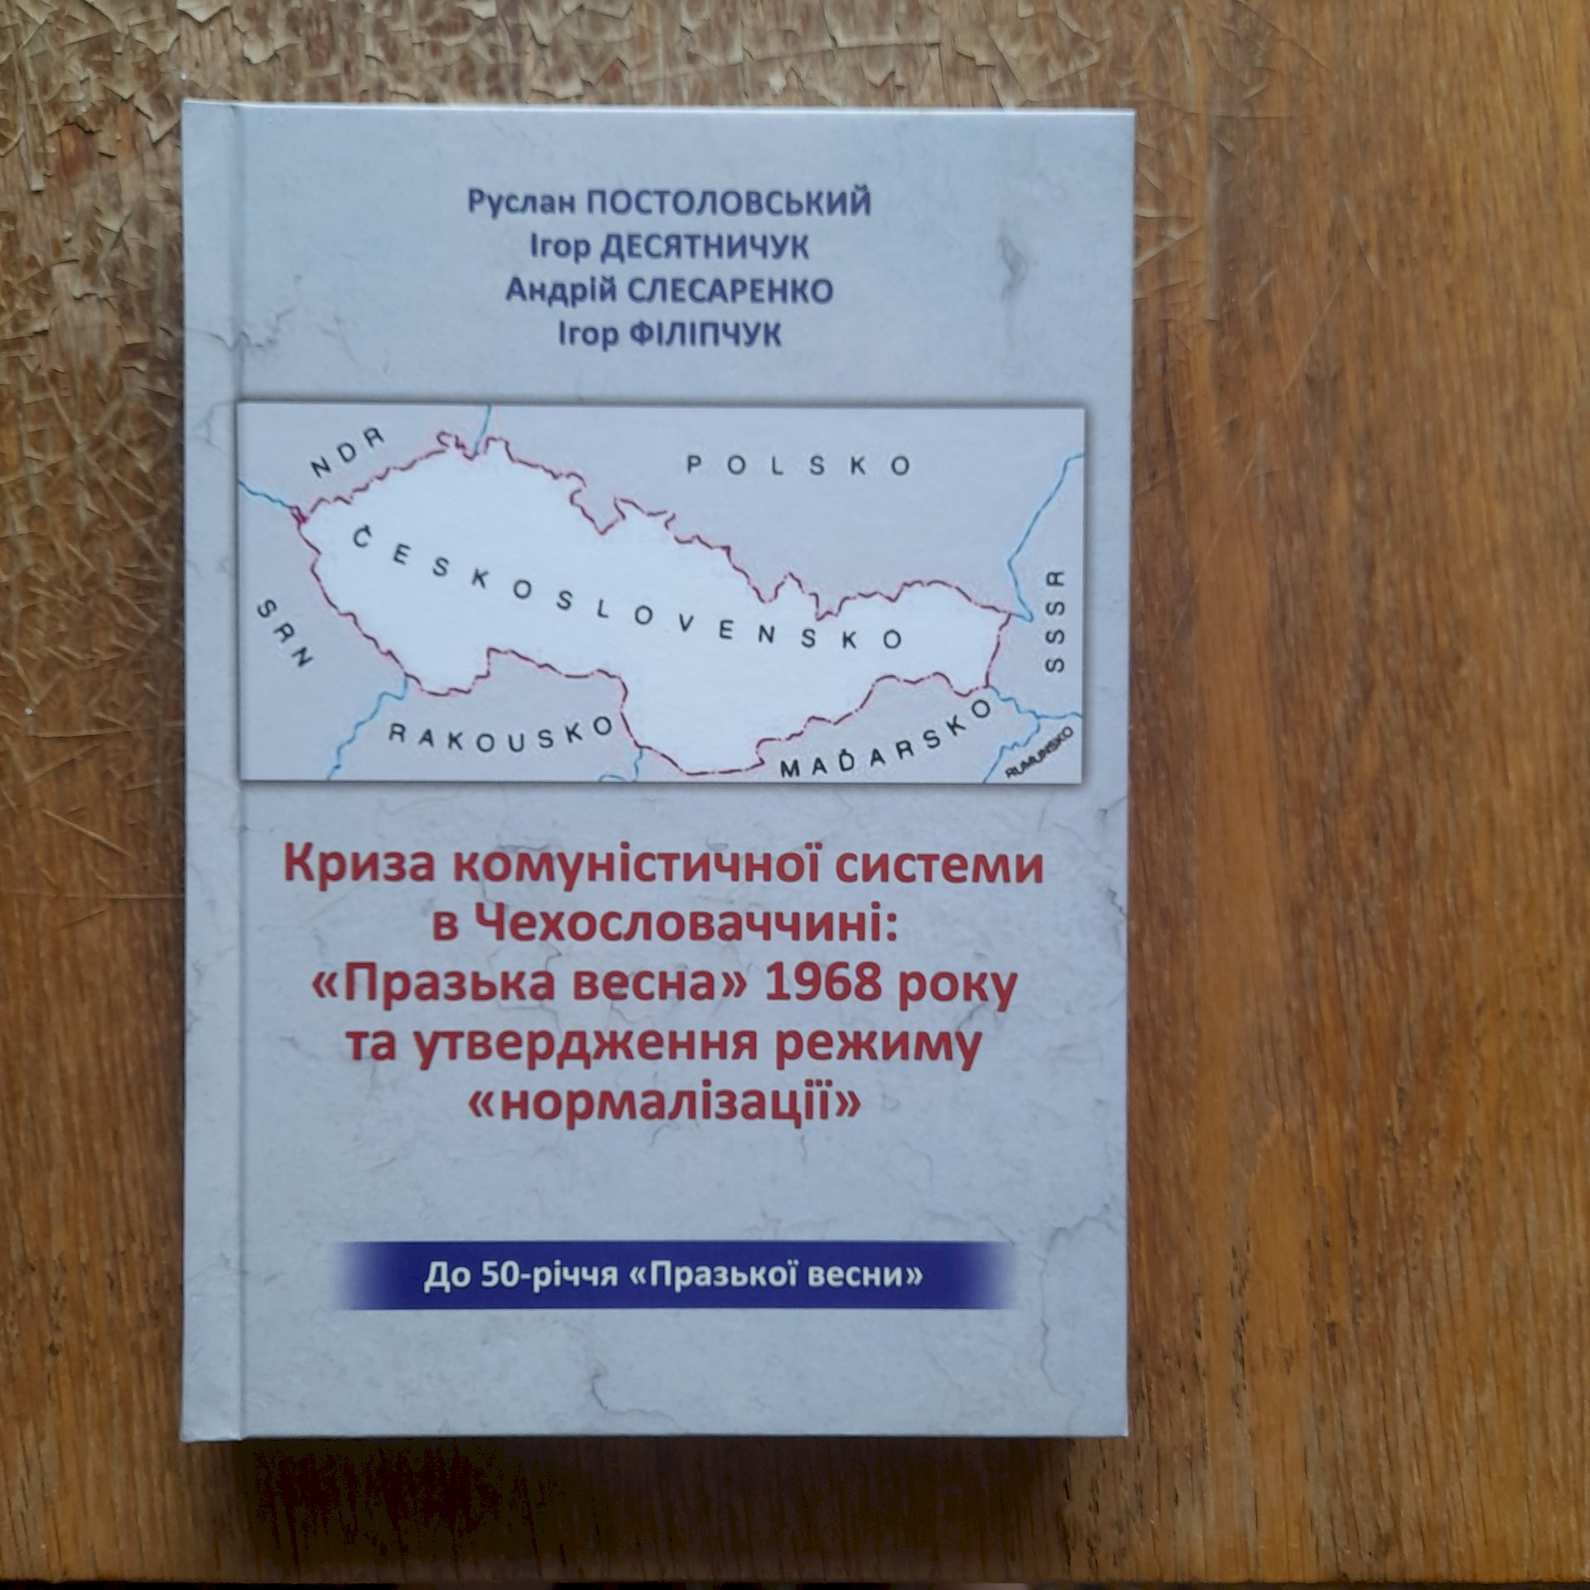 Руслан ПОСТОЛОВСЬКИЙ
Ігор ДЕСЯТНИЧУК
Андрій СЛЕСАРЕНКО
Ігор ФІЛІПЧУК
NDR
POLSKO
ČESKOSLOVENSKO
SRN
SSSR
RAKOUSKO
MAĎARSKO
RUMUNSKO
Криза комуністичної системи
в Чехословаччині:
«Празька весна» 1968 року
та утвердження режиму
«нормалізації»
До 50-річчя «Празької весни»